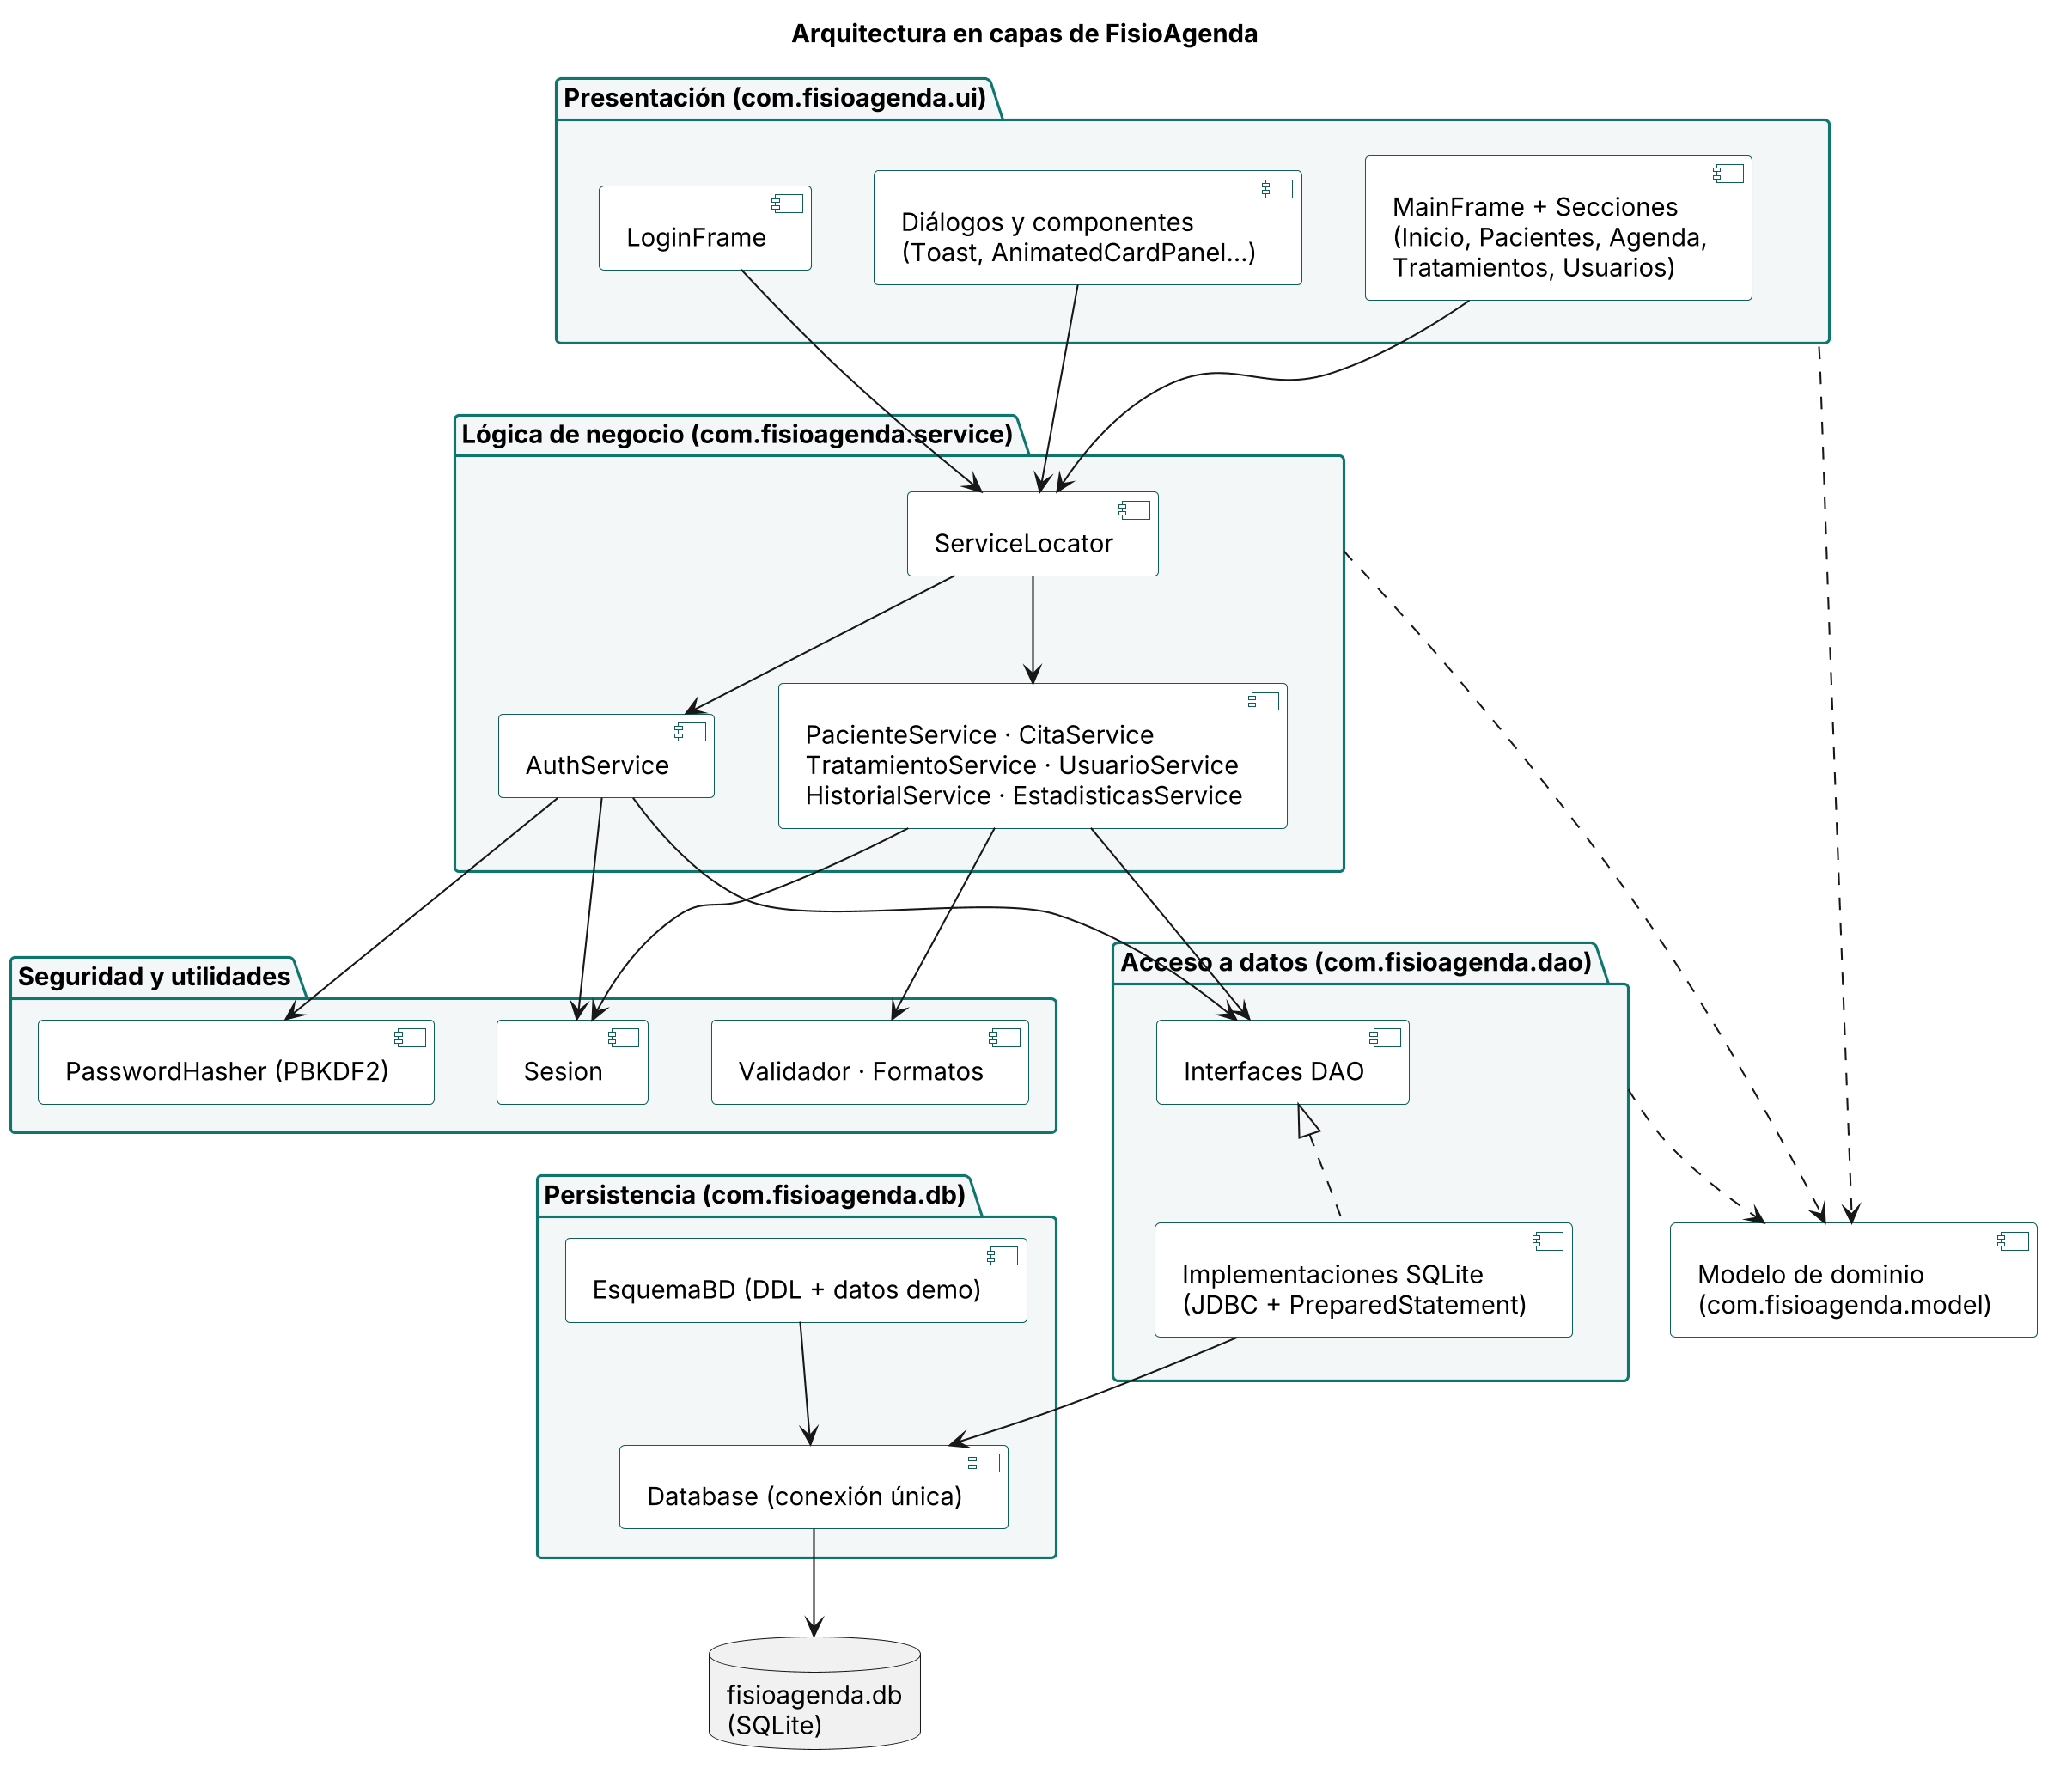 Arquitectura en capas de FisioAgenda
Presentación (com.fisioagenda.ui)
LoginFrame
Diálogos y componentes
(Toast, AnimatedCardPanel...)
MainFrame + Secciones
(Inicio, Pacientes, Agenda,
Tratamientos, Usuarios)
Lógica de negocio (com.fisioagenda.service)
ServiceLocator
AuthService
PacienteService · CitaService
TratamientoService · UsuarioService
HistorialService · EstadisticasService
Seguridad y utilidades
PasswordHasher (PBKDF2)
Sesion
Validador · Formatos
Acceso a datos (com.fisioagenda.dao)
Interfaces DAO
Implementaciones SQLite
(JDBC + PreparedStatement)
Modelo de dominio
(com.fisioagenda.model)
Persistencia (com.fisioagenda.db)
EsquemaBD (DDL + datos demo)
Database (conexión única)
fisioagenda.db
(SQLite)